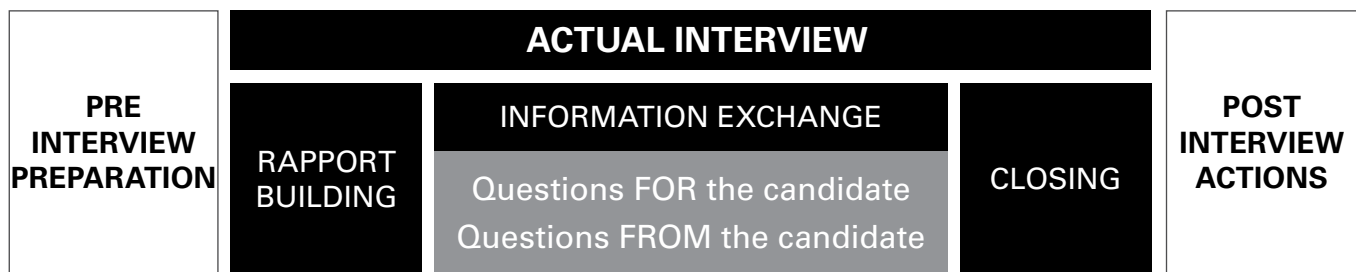 PRE
INTERVIEW
PREPARATION
ACTUAL INTERVIEW
RAPPORT
BUILDING
INFORMATION EXCHANGE
Questions FOR the candidate
Questions FROM the candidate
CLOSING
POST
INTERVIEW
ACTIONS